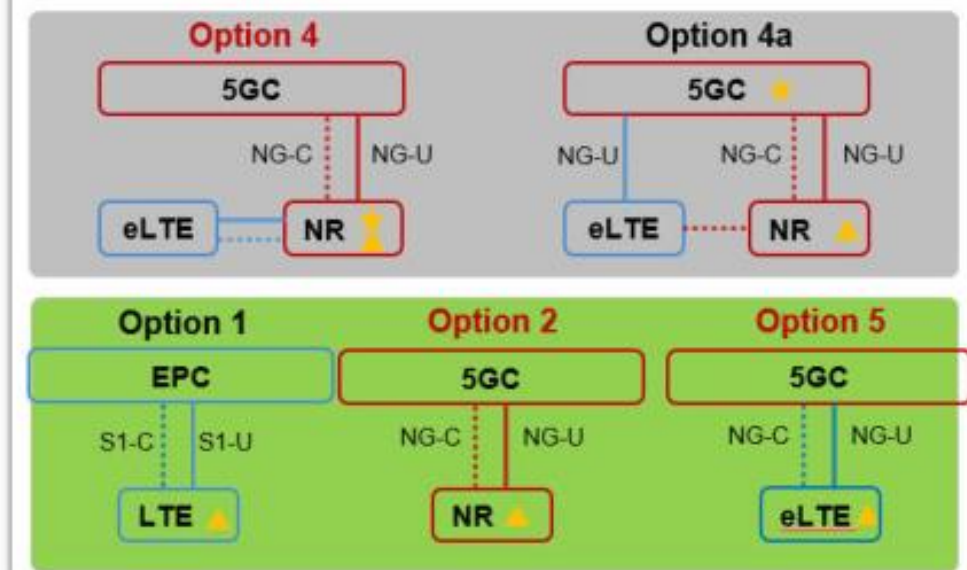 Option 4
Option 4a
5GC
5GC
NG-C
NG-U
NG-U
NG-C
NG-U
eLTE
NR
eLTE
NR
Option 1
Option 2
Option 5
EPC
5GC
5GC
S1-C
S1-U
NG-C
NG-U
NG-C
NG-U
LTE
NR
eLTE